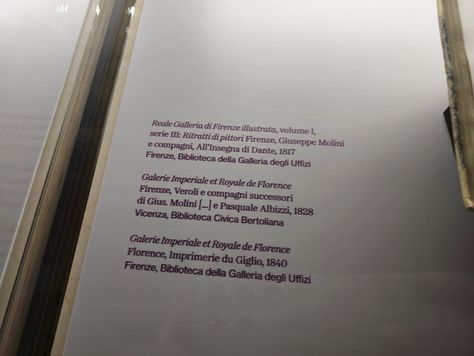 Reale Galleria di Firenze illustrata, volume I,
serie III: Ritratti di pittori Firenze, Giuseppe Molini
e compagni, All'Insegna di Dante, 1817
Firenze, Biblioteca della Galleria degli Uffizi
Galerie Imperiale et Royale de Florence
Firenze, Veroli e compagni successori
di Gius. Molini [...] e Pasquale Albizzi, 1828
Vicenza, Biblioteca Civica Bertoliana
Galerie Imperiale et Royale de Florence
Florence, Imprimerie du Giglio, 1840
Firenze, Biblioteca della Galleria degli Uffizi